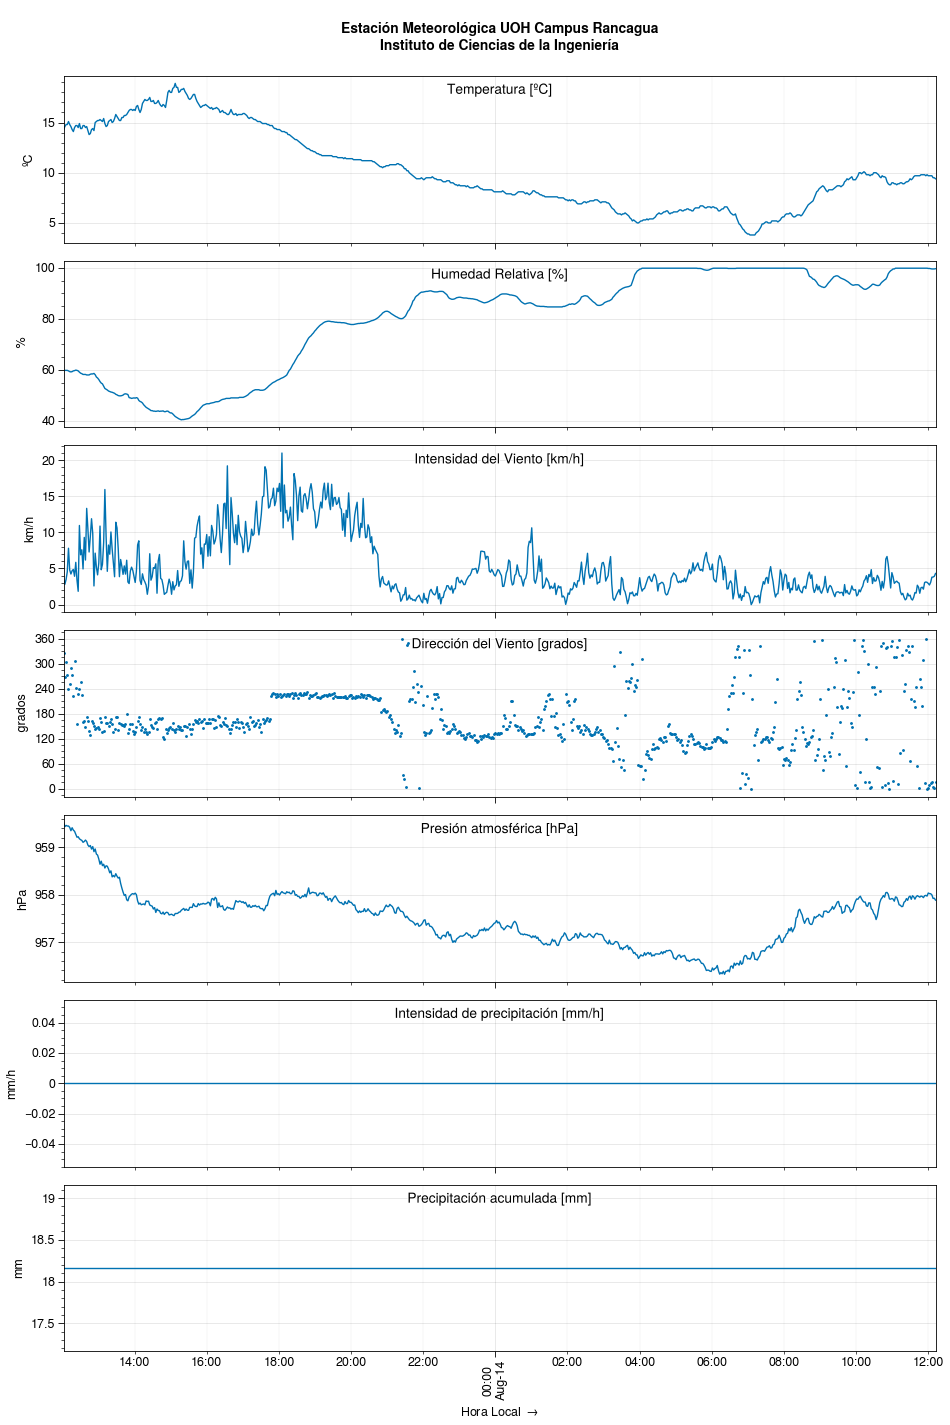 Estación Meteorológica UOH Campus Rancagua
Instituto de Ciencias de la Ingeniería
Temperatura [ºC]
ºC
15
10
5
Humedad Relativa [%]
%
100
80
60
40
Intensidad del Viento [km/h]
km/h
20
15
10
5
0
Dirección del Viento [grados]
grados
360
300
240
180
120
60
0
Presión atmosférica [hPa]
hPa
959
958
957
Intensidad de precipitación [mm/h]
mm/h
0.04
0.02
0
−0.02
−0.04
Precipitación acumulada [mm]
mm
19
18.5
18
17.5
14:00 16:00 18:00 20:00 22:00 00:00 02:00 04:00 06:00 08:00 10:00 12:00
Aug-14
Hora Local →